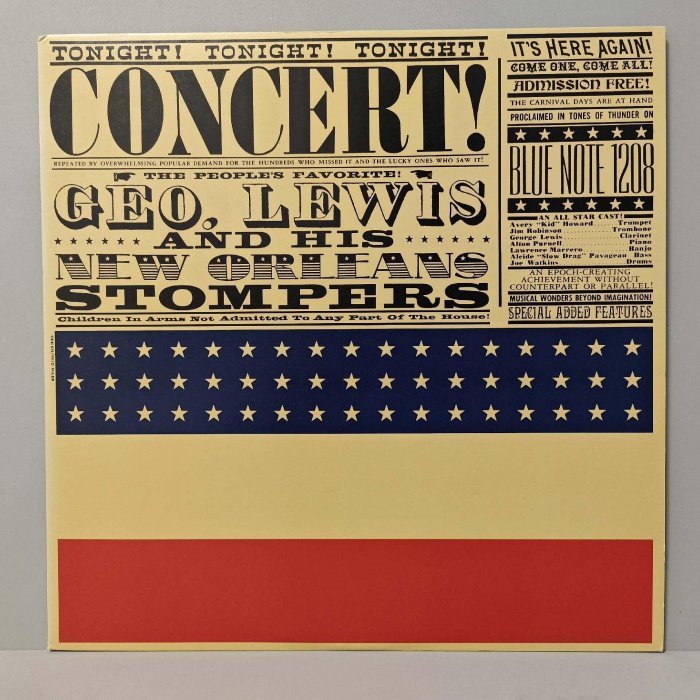 TONIGHT! TONIGHT! TONIGHT!
CONCERT!
REPEATED BY OVERWHELMING POPULAR DEMAND FOR THE HUNDREDS WHO MISSED IT AND THE LUCKY ONES WHO SAW IT!
THE PEOPLE'S FAVORITE!
GEO. LEWIS
AND HIS
NEW ORLEANS
STOMPERS
Children In Arms Not Admitted To Any Part Of The House!
IT'S HERE AGAIN!
COME ONE, COME ALL!
ADMISSION FREE!
THE CARNIVAL DAYS ARE AT HAND
PROCLAIMED IN TONES OF THUNDER ON
BLUE NOTE 1208
AN ALL STAR CAST!
Avery "Kid" Howard Trumpet
Jim Robinson Trombone
George Lewis Clarinet
Alton Purnell Piano
Lawrence Marrero Banjo
Alcide "Slow Drag" Pavageau Bass
Joe Watkins Drums
AN EPOCH-CREATING
ACHIEVEMENT WITHOUT
COUNTERPART OR PARALLEL!
MUSICAL WONDERS BEYOND IMAGINATION!
SPECIAL ADDED FEATURES